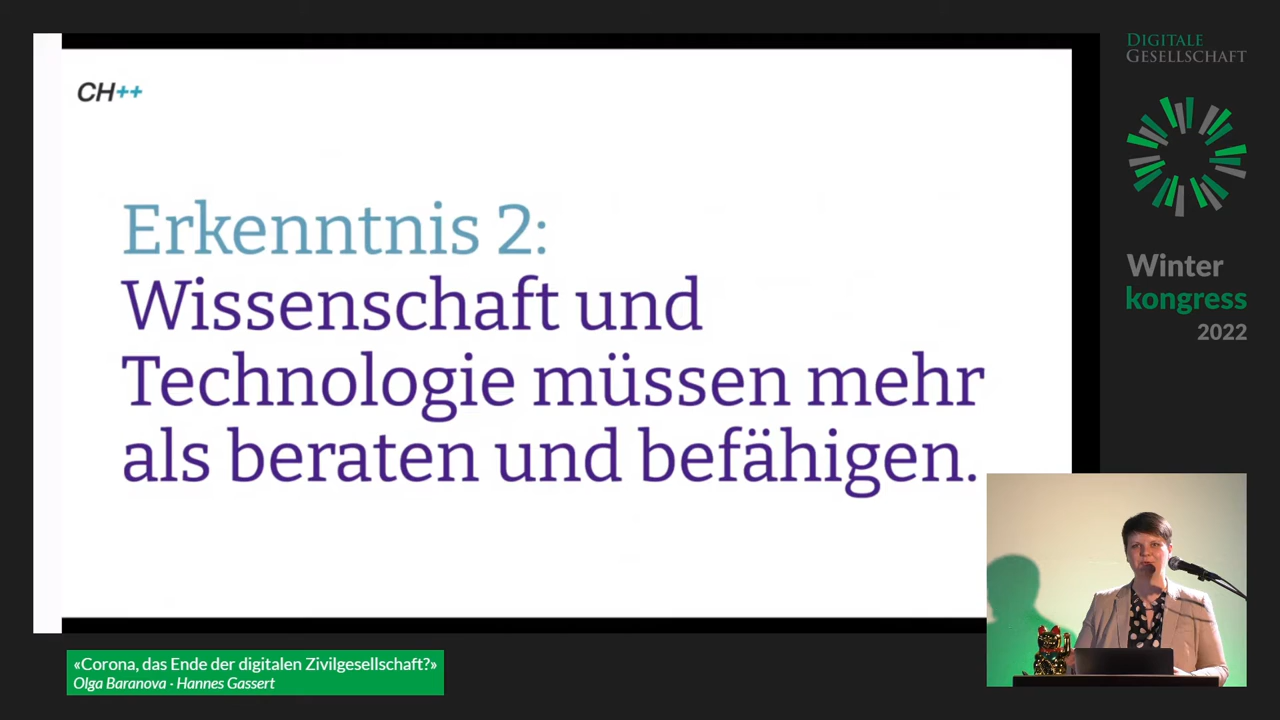 CH++
Erkenntnis 2:
Wissenschaft und
Technologie müssen mehr
als beraten und befähigen.
DIGITALE
GESELLSCHAFT
Winter
kongress
2022
«Corona, das Ende der digitalen Zivilgesellschaft?»
Olga Baranova - Hannes Gassert